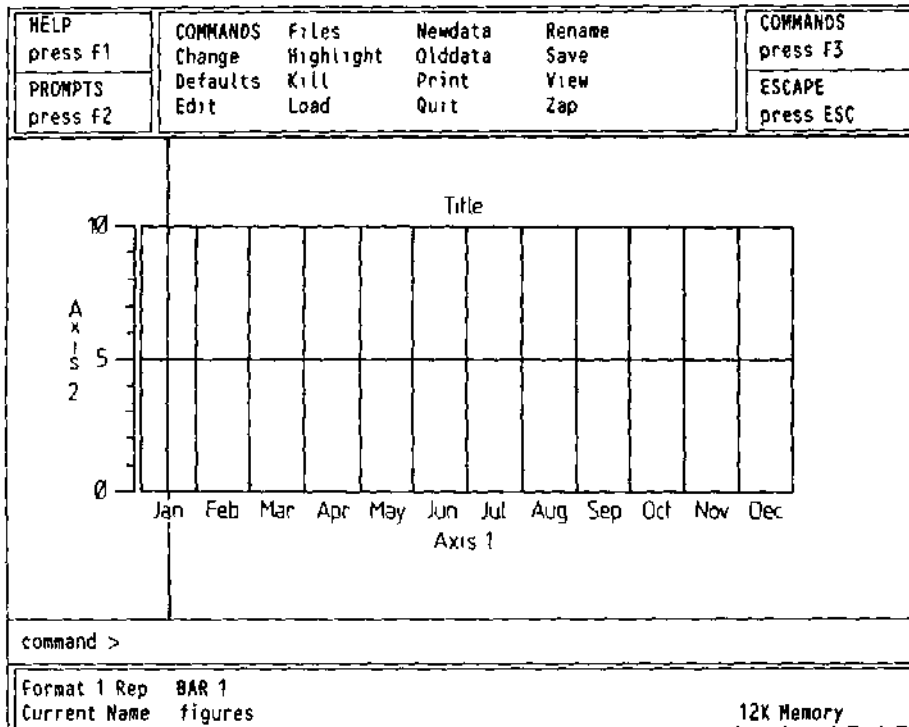 HELP
press f1
PROMPTS
press f2
COMMANDS Files Newdata Rename
Change Highlight Olddata Save
Defaults Kill Print View
Edit Load Quit Zap
COMMANDS
press F3
ESCAPE
press ESC
Title
10
5
0
Axis 2
Jan Feb Mar Apr May Jun Jul Aug Sep Oct Nov Dec
Axis 1
command >
Format 1 Rep BAR 1
Current Name figures
12K Memory